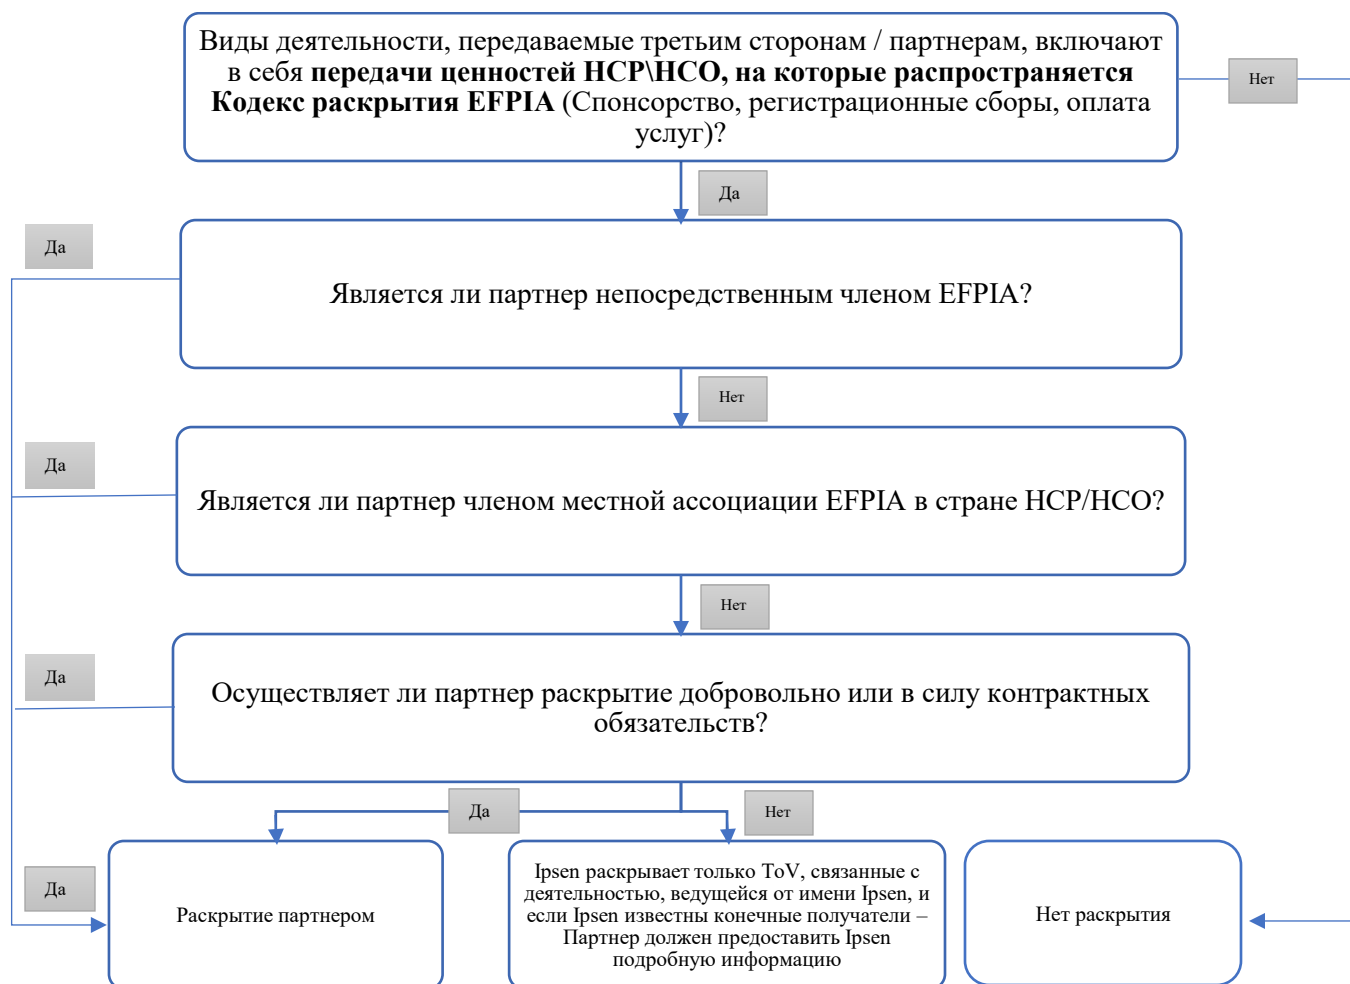 Виды деятельности, передаваемые третьим сторонам / партнерам, включают
в себя передачи ценностей HCP\HCO, на которые распространяется
Кодекс раскрытия EFPIA (Спонсорство, регистрационные сборы, оплата
услуг)?
Нет
Да
Да
Является ли партнер непосредственным членом EFPIA?
Нет
Да
Является ли партнер членом местной ассоциации EFPIA в стране HCP/HCO?
Нет
Да
Осуществляет ли партнер раскрытие добровольно или в силу контрактных
обязательств?
Да
Нет
Да
Раскрытие партнером
Ipsen раскрывает только ToV, связанные с
деятельностью, ведущейся от имени Ipsen, и
если Ipsen известны конечные получатели –
Партнер должен предоставить Ipsen
подробную информацию
Нет раскрытия